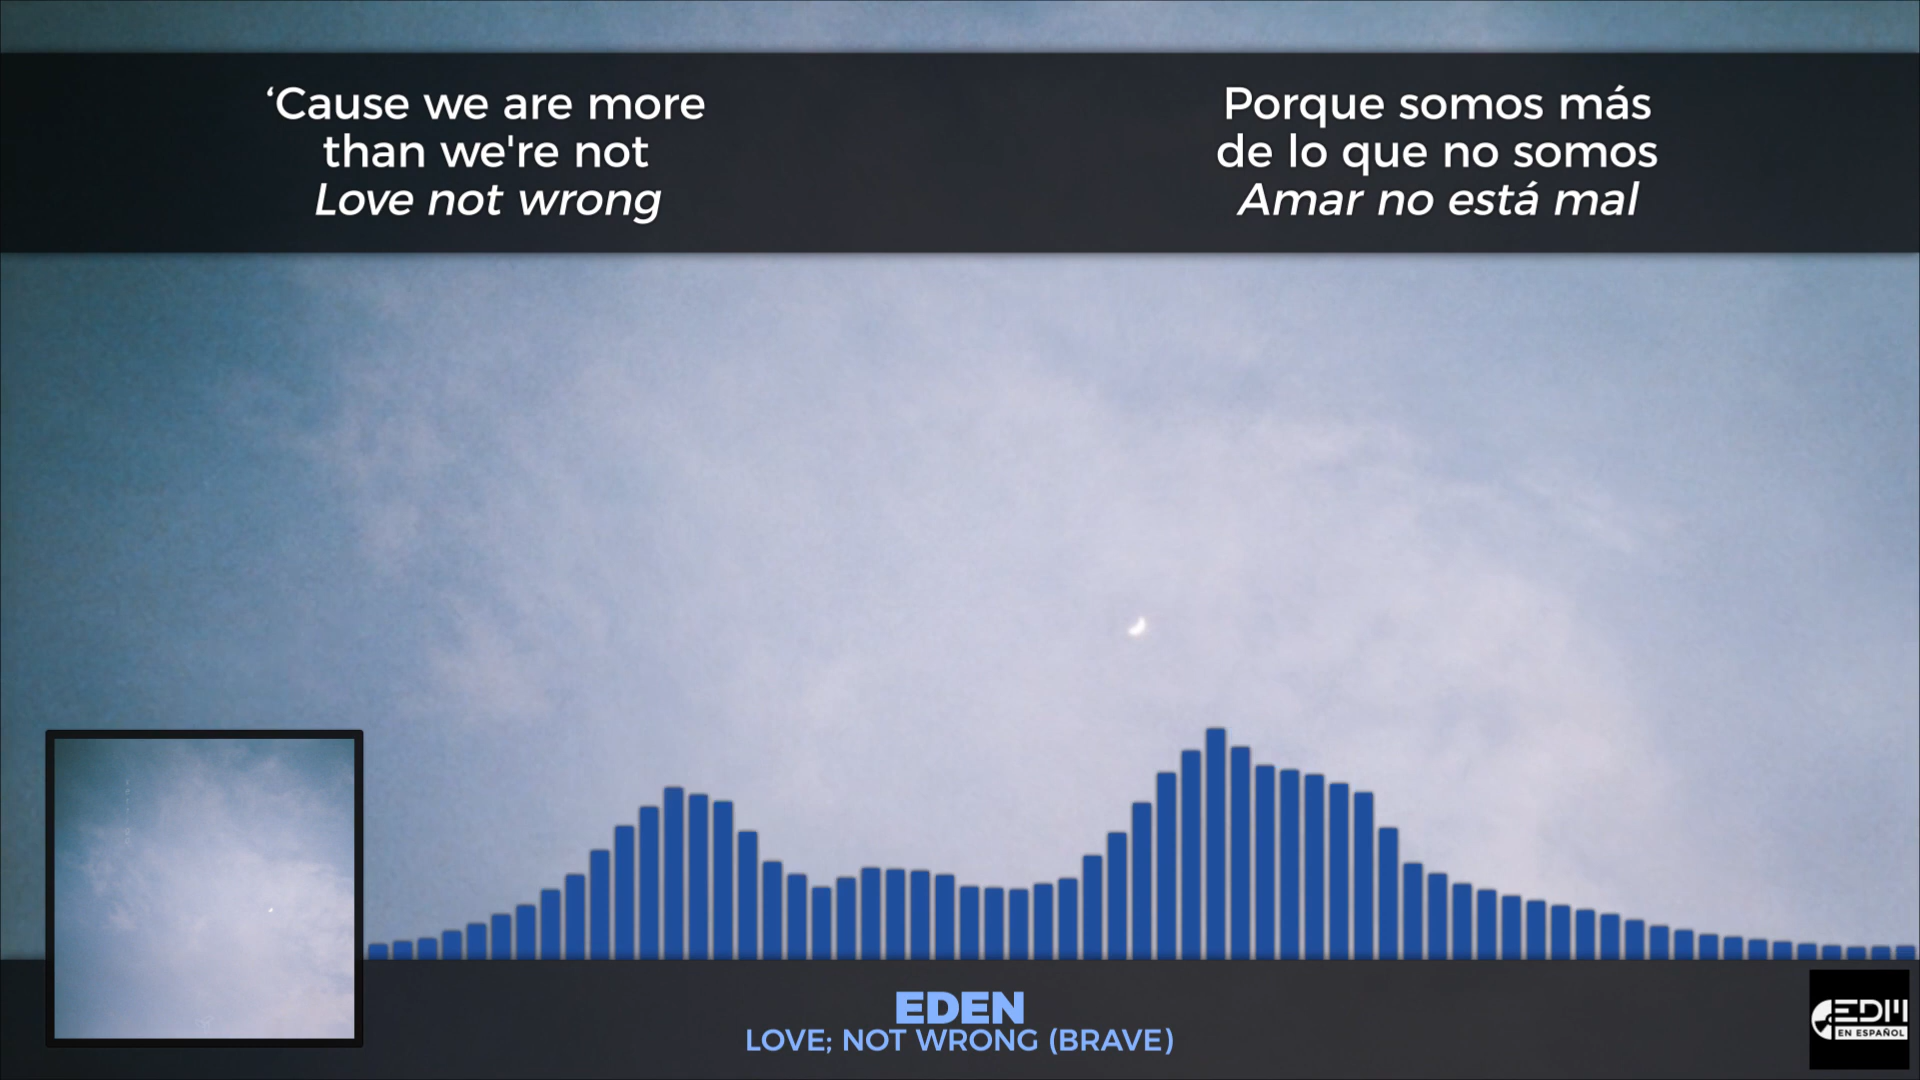 ‘Cause we are more
than we're not
Love not wrong
Porque somos más
de lo que no somos
Amar no está mal
EDEN
LOVE; NOT WRONG (BRAVE)
EDM
EN ESPAÑOL